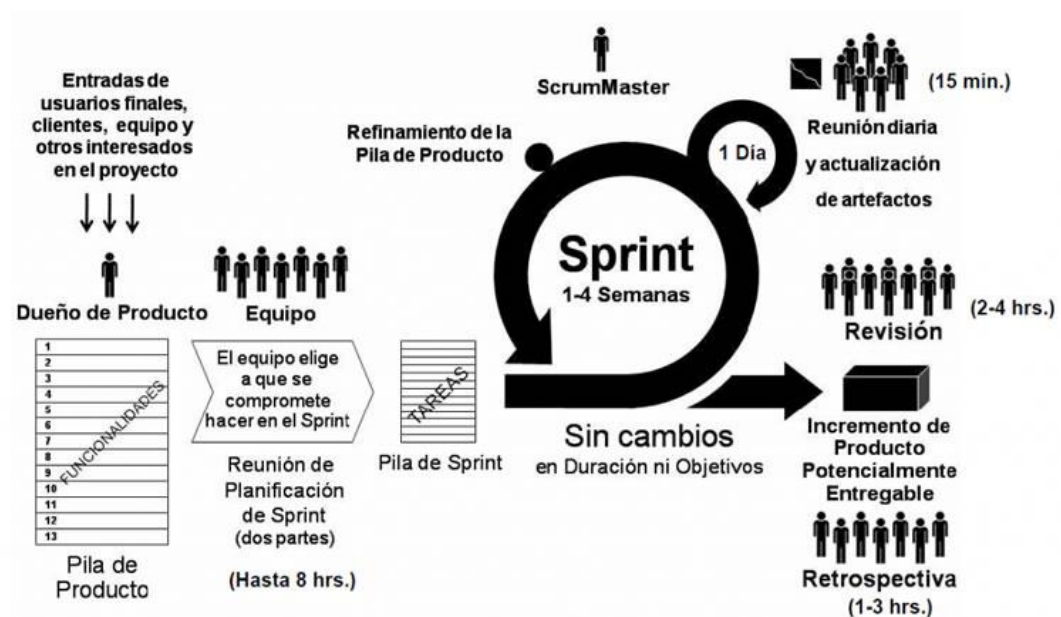 Entradas de
usuarios finales,
clientes, equipo y
otros interesados
en el proyecto
Dueño de Producto
1
2
3
4
5
6
7
8
9
10
11
12
13
FUNCIONALIDADES
Pila de
Producto
Equipo
El equipo elige
a que se
compromete
hacer en el Sprint
Reunión de
Planificación
de Sprint
(dos partes)
(Hasta 8 hrs.)
TAREAS
Pila de Sprint
Refinamiento de la
Pila de Producto
ScrumMaster
Sprint
1-4 Semanas
Sin cambios
en Duración ni Objetivos
1 Día
(15 min.)
Reunión diaria
y actualización
de artefactos
Revisión
(2-4 hrs.)
Incremento de
Producto
Potencialmente
Entregable
Retrospectiva
(1-3 hrs.)